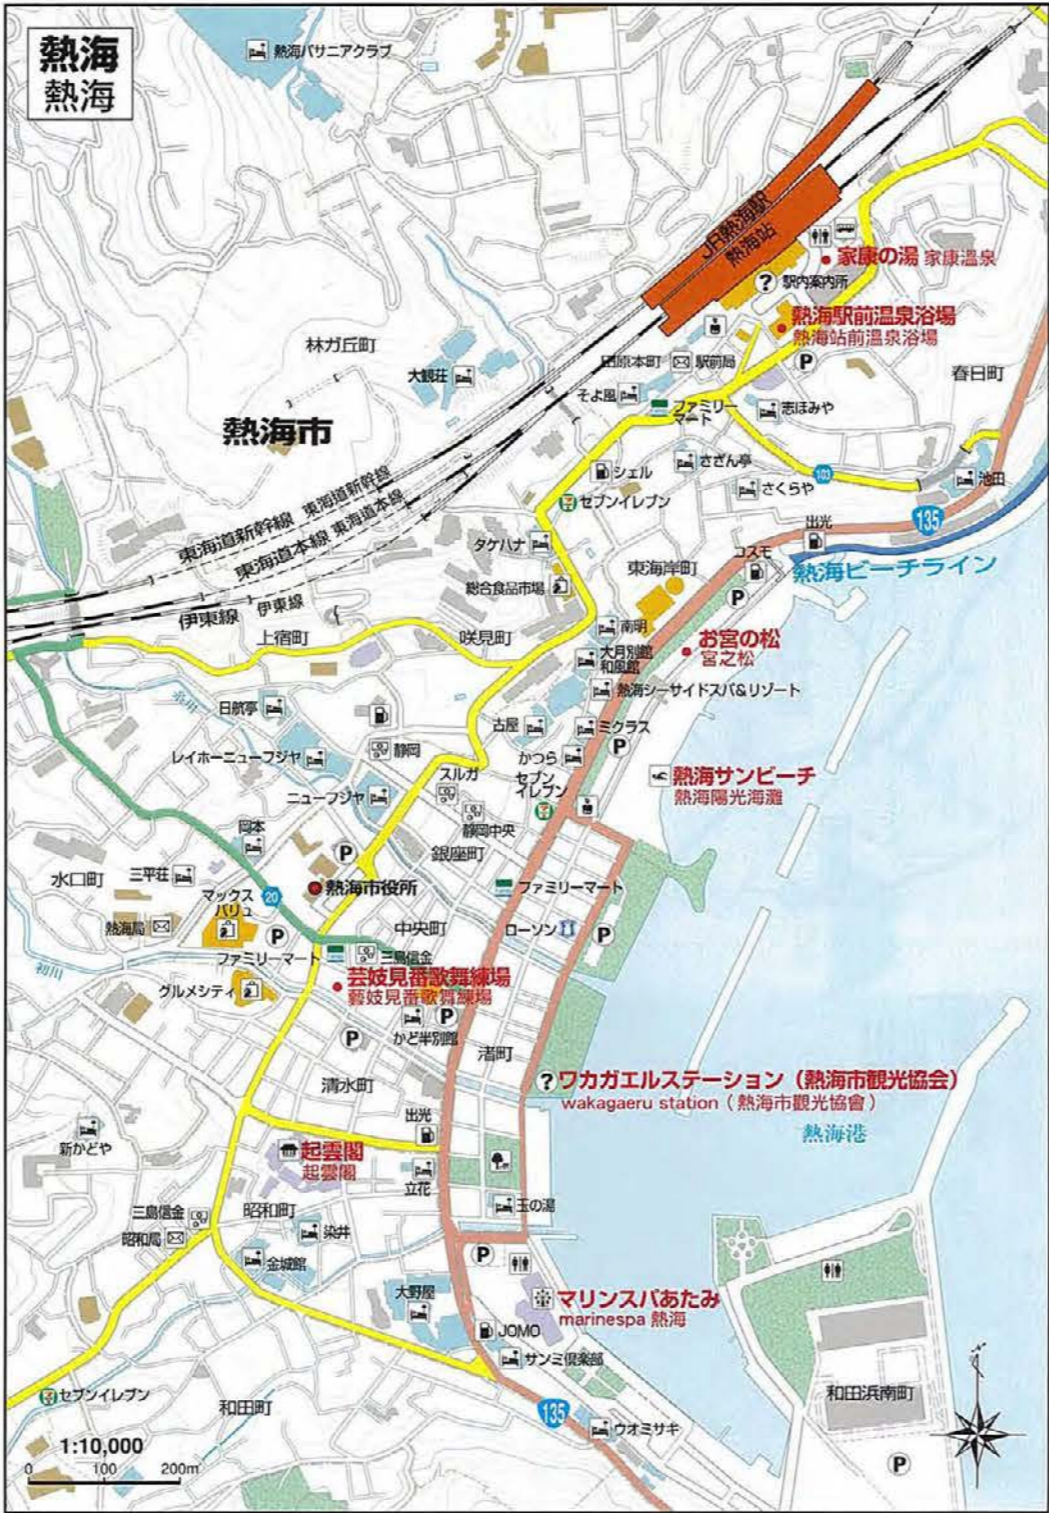 熱海
熱海
熱海パサニアクラブ
JR熱海駅
熱海站
家康の湯 家康溫泉
?
駅内案内所
熱海駅前温泉浴場
熱海站前溫泉浴場
林ガ丘町
大観荘
田原本町
駅前局
P
春日町
そよ風
ファミリー
マート
志ほみや
熱海市
シェル
さざん亭
さくらや
103
池田
セブンイレブン
135
出光
東海道新幹線 東海道新幹線
東海道本線 東海道本線
タケハナ
コスモ
熱海ビーチライン
総合食品市場
東海岸町
P
伊東線 伊東線
上宿町
咲見町
南明
お宮の松
宮之松
大月別館
和風館
熱海シーサイドスパ&リゾート
糸川
日航亭
古屋
ミクラス
P
レイホーニューフジヤ
静岡
かつら
スルガ
セブン
イレブン
熱海サンビーチ
熱海陽光海灘
ニューフジヤ
静岡中央
岡本
P
銀座町
水口町
三平荘
熱海市役所
ファミリーマート
マックス
バリュ
20
熱海局
P
中央町
ローソン
P
ファミリーマート
三島信金
初川
グルメシティ
芸妓見番歌舞練場
藝妓見番歌舞練場
P
かど半別館
P
渚町
清水町
?
ワカガエルステーション（熱海市観光協会）
wakagaeru station（熱海市觀光協會）
熱海港
出光
新かどや
起雲閣
起雲閣
立花
玉の湯
三島信金
昭和町
昭和局
染井
金城館
P
大野屋
マリンスパあたみ
marinespa 熱海
JOMO
サンミ倶楽部
セブンイレブン
和田町
135
ウオミサキ
和田浜南町
P
1:10,000
0 100 200m